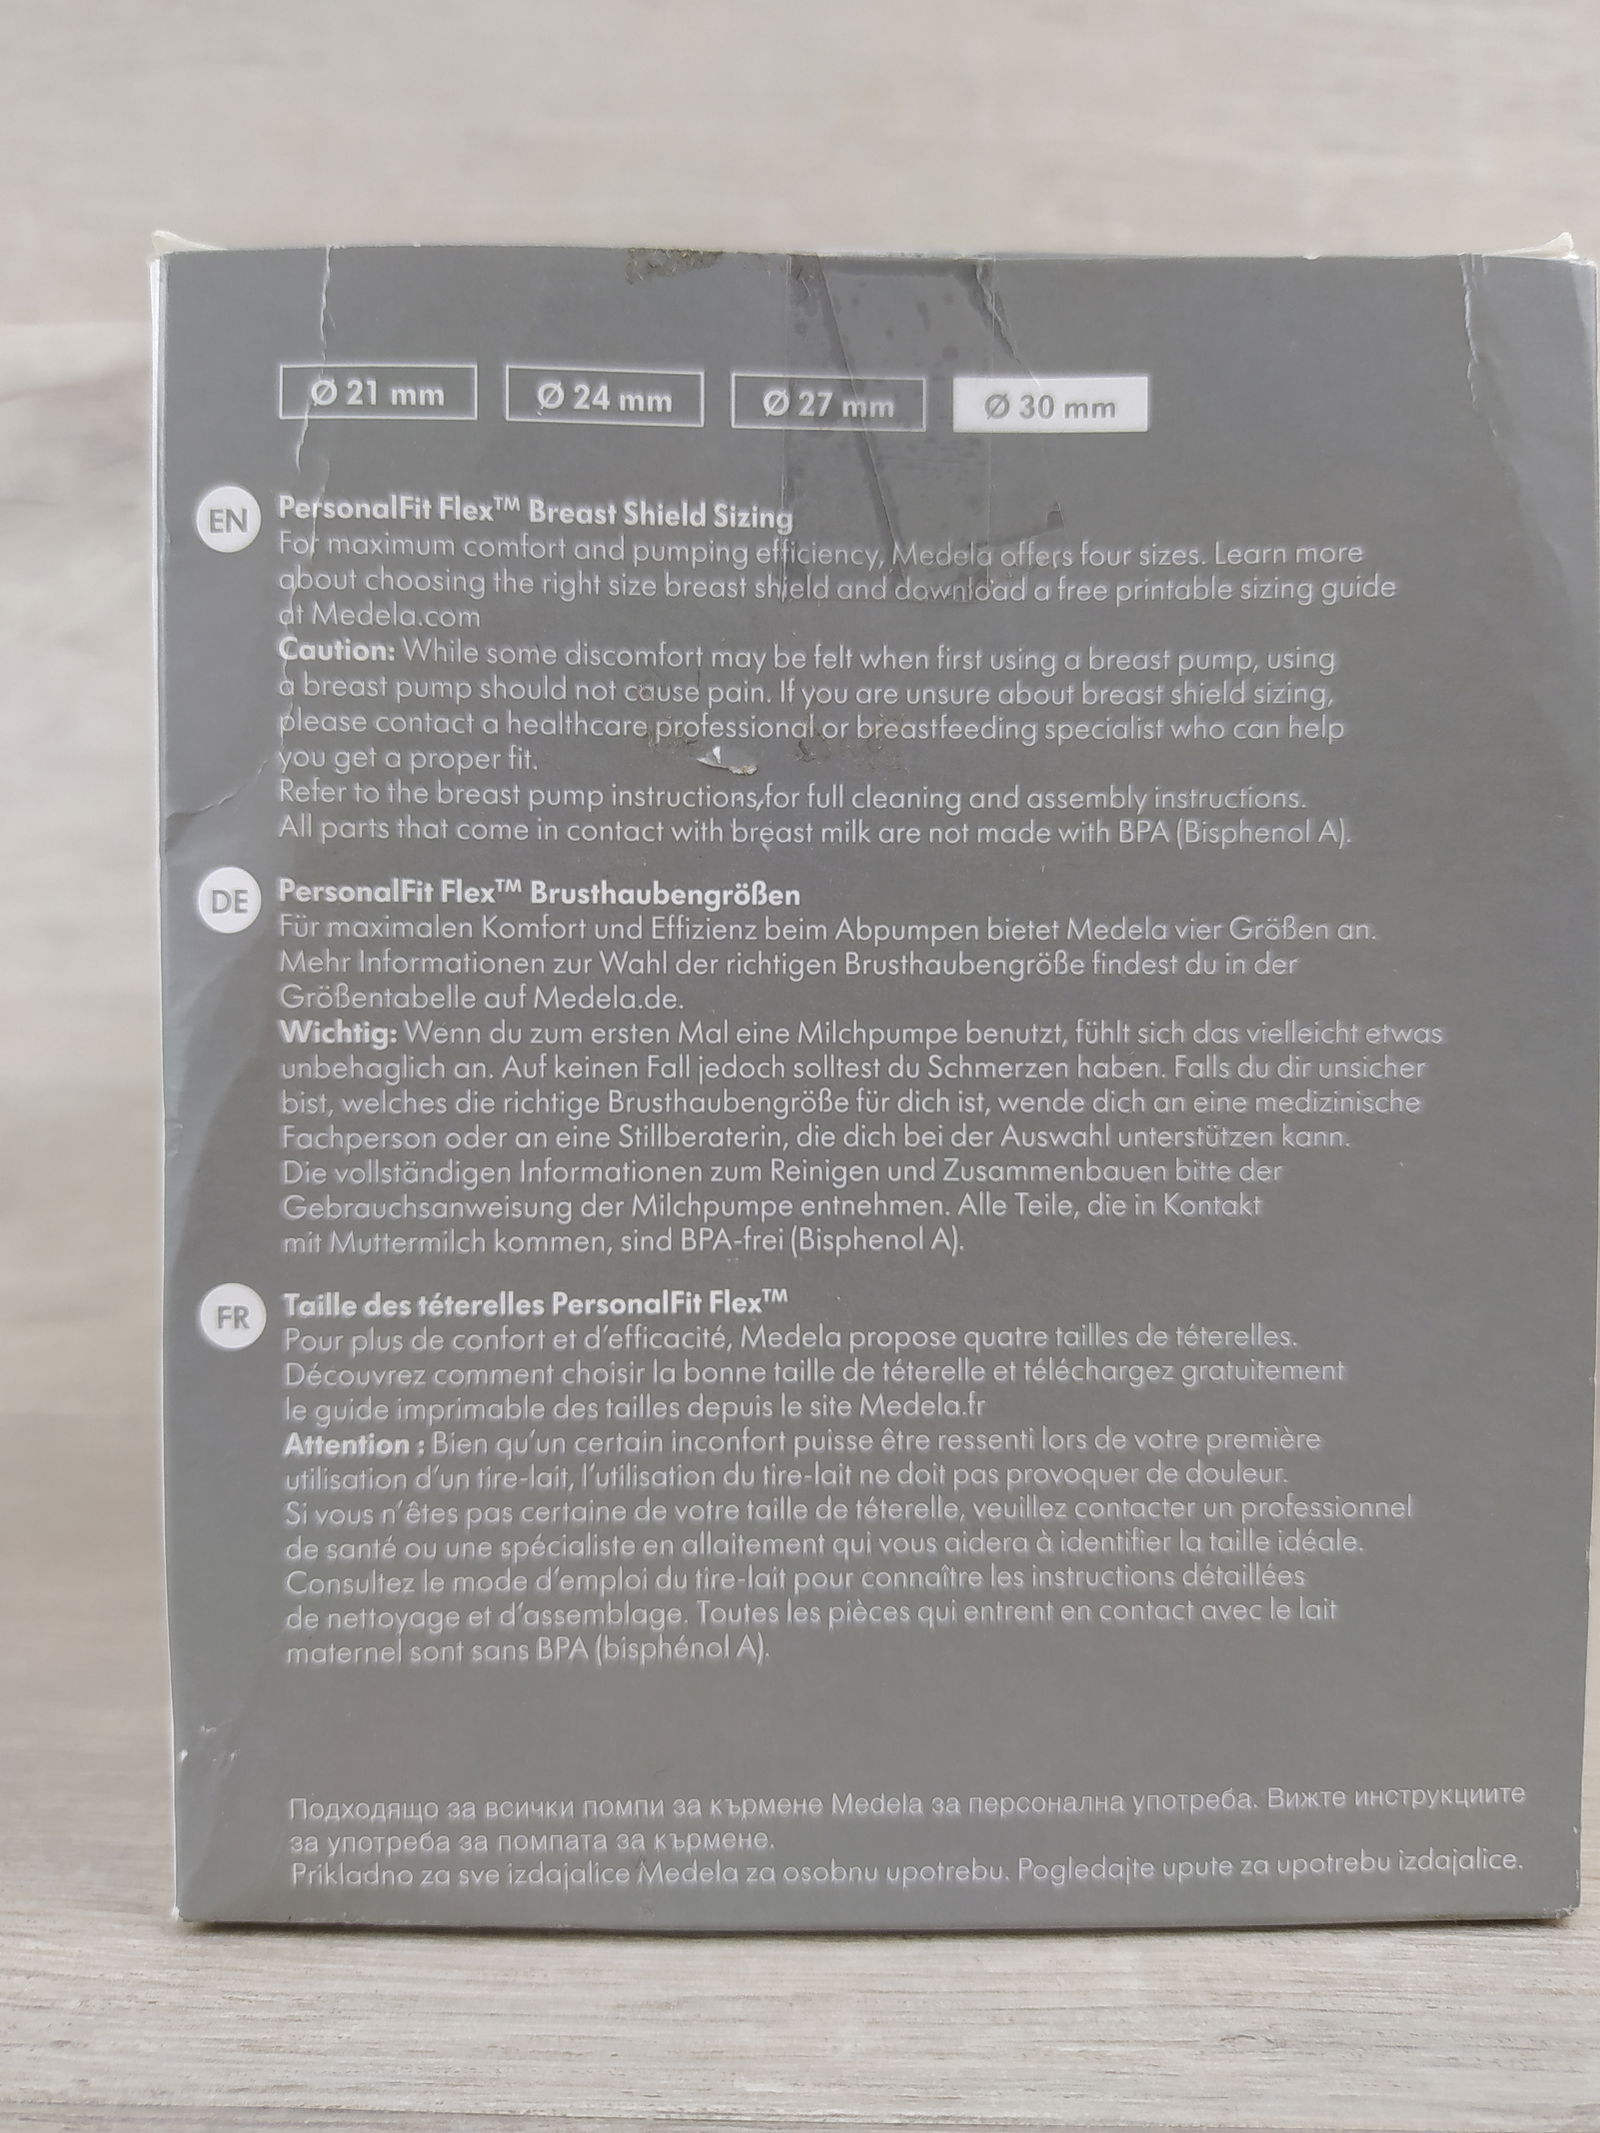 Ø 21 mm Ø 24 mm Ø 27 mm Ø 30 mm
EN
PersonalFit Flex™ Breast Shield Sizing
For maximum comfort and pumping efficiency, Medela offers four sizes. Learn more
about choosing the right size breast shield and download a free printable sizing guide
at Medela.com
Caution: While some discomfort may be felt when first using a breast pump, using
a breast pump should not cause pain. If you are unsure about breast shield sizing,
please contact a healthcare professional or breastfeeding specialist who can help
you get a proper fit.
Refer to the breast pump instructions for full cleaning and assembly instructions.
All parts that come in contact with breast milk are not made with BPA (Bisphenol A).
DE
PersonalFit Flex™ Brusthaubengrößen
Für maximalen Komfort und Effizienz beim Abpumpen bietet Medela vier Größen an.
Mehr Informationen zur Wahl der richtigen Brusthaubengröße findest du in der
Größentabelle auf Medela.de.
Wichtig: Wenn du zum ersten Mal eine Milchpumpe benutzt, fühlt sich das vielleicht etwas
unbehaglich an. Auf keinen Fall jedoch solltest du Schmerzen haben. Falls du dir unsicher
bist, welches die richtige Brusthaubengröße für dich ist, wende dich an eine medizinische
Fachperson oder an eine Stillberaterin, die dich bei der Auswahl unterstützen kann.
Die vollständigen Informationen zum Reinigen und Zusammenbauen bitte der
Gebrauchsanweisung der Milchpumpe entnehmen. Alle Teile, die in Kontakt
mit Muttermilch kommen, sind BPA-frei (Bisphenol A).
FR
Taille des téterelles PersonalFit Flex™
Pour plus de confort et d'efficacité, Medela propose quatre tailles de téterelles.
Découvrez comment choisir la bonne taille de téterelle et téléchargez gratuitement
le guide imprimable des tailles depuis le site Medela.fr
Attention : Bien qu'un certain inconfort puisse être ressenti lors de votre première
utilisation d'un tire-lait, l'utilisation du tire-lait ne doit pas provoquer de douleur.
Si vous n'êtes pas certaine de votre taille de téterelle, veuillez contacter un professionnel
de santé ou une spécialiste en allaitement qui vous aidera à identifier la taille idéale.
Consultez le mode d'emploi du tire-lait pour connaître les instructions détaillées
de nettoyage et d'assemblage. Toutes les pièces qui entrent en contact avec le lait
maternel sont sans BPA (bisphénol A).
Подходящо за всички помпи за кърмене Medela за персонална употреба. Вижте инструкциите
за употреба за помпата за кърмене.
Prikladno za sve izdajalice Medela za osobnu upotrebu. Pogledajte upute za upotrebu izdajalice.